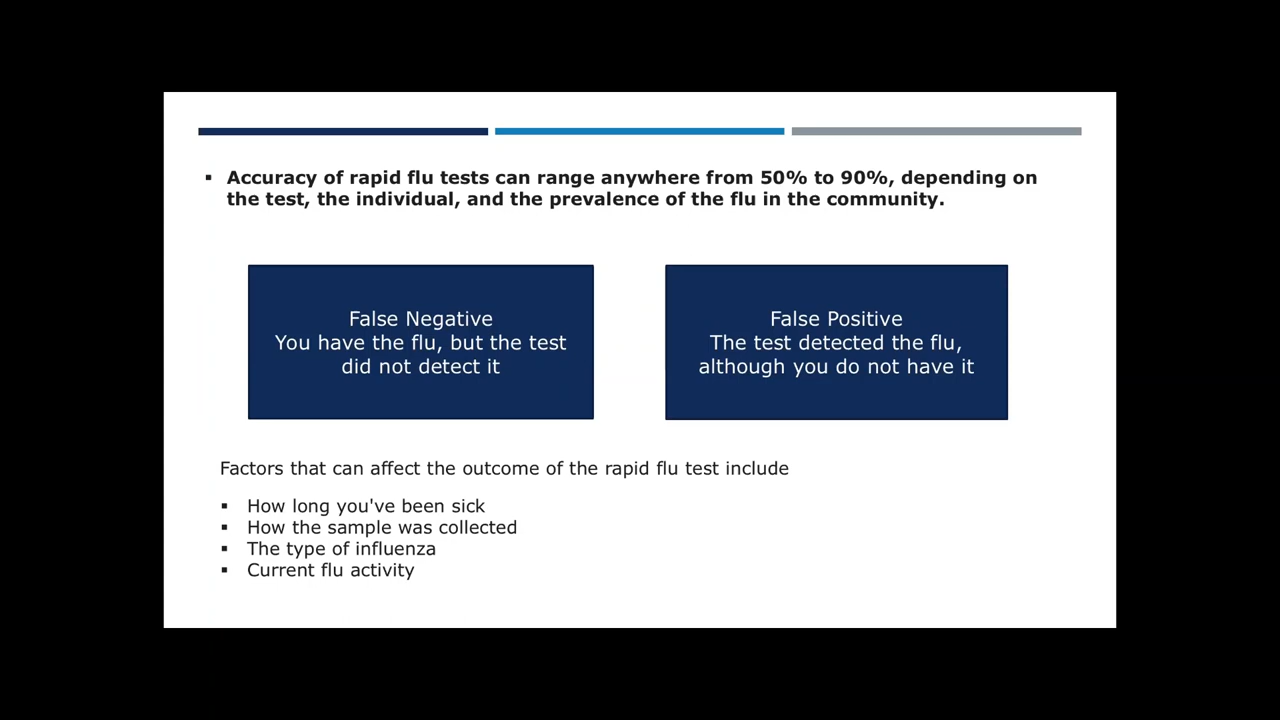 Accuracy of rapid flu tests can range anywhere from 50% to 90%, depending on
the test, the individual, and the prevalence of the flu in the community.
False Negative
You have the flu, but the test
did not detect it
False Positive
The test detected the flu,
although you do not have it
Factors that can affect the outcome of the rapid flu test include
How long you've been sick
How the sample was collected
The type of influenza
Current flu activity